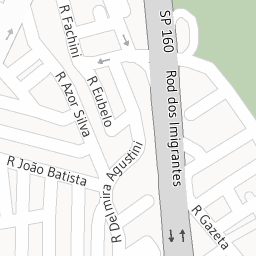 R Fachini
SP 160
R Azor Silva
R Eubelo
Rod dos Imigrantes
R João Batista
R Delmira Agustini
R Gazeta